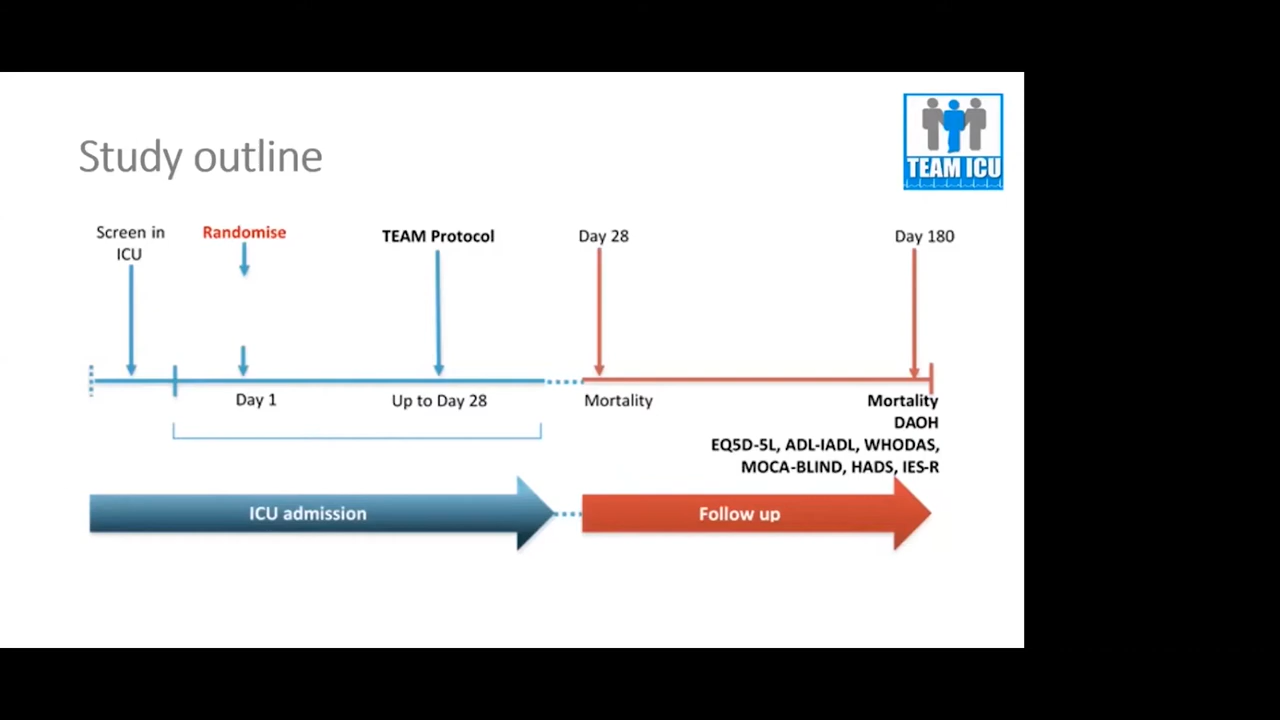 Study outline
TEAM ICU
Screen in
ICU
Randomise
TEAM Protocol
Day 28
Day 180
Day 1
Up to Day 28
Mortality
Mortality
DAOH
EQ5D-5L, ADL-IADL, WHODAS,
MOCA-BLIND, HADS, IES-R
ICU admission
Follow up